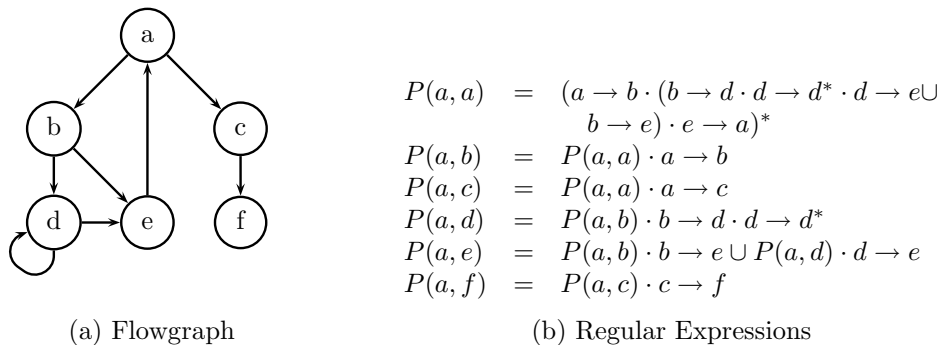 a
b
c
d
e
f
(a) Flowgraph
P(a, a) = (a → b · (b → d · d → d* · d → e∪
b → e) · e → a)*
P(a, b) = P(a, a) · a → b
P(a, c) = P(a, a) · a → c
P(a, d) = P(a, b) · b → d · d → d*
P(a, e) = P(a, b) · b → e ∪ P(a, d) · d → e
P(a, f) = P(a, c) · c → f
(b) Regular Expressions